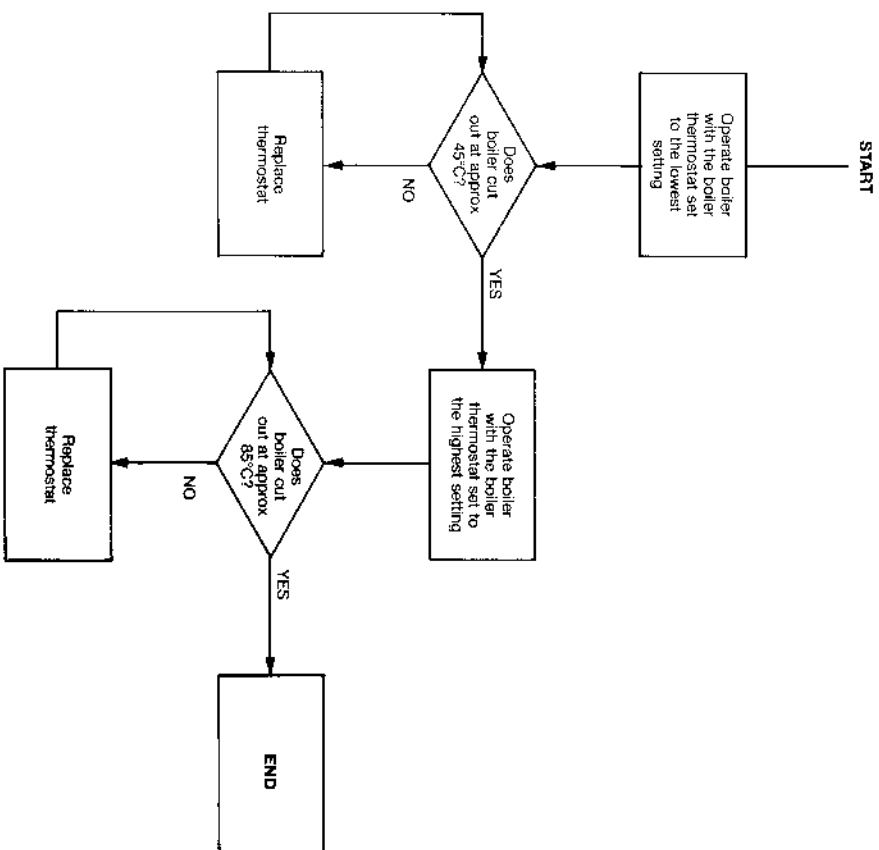 START
Operate boiler
with the boiler
thermostat set
to the lowest
setting
Does
boiler cut
out at approx
45°C?
NO
Replace
thermostat
YES
Operate boiler
with the boiler
thermostat set to
the highest setting
Does
boiler cut
out at approx
85°C?
NO
Replace
thermostat
YES
END